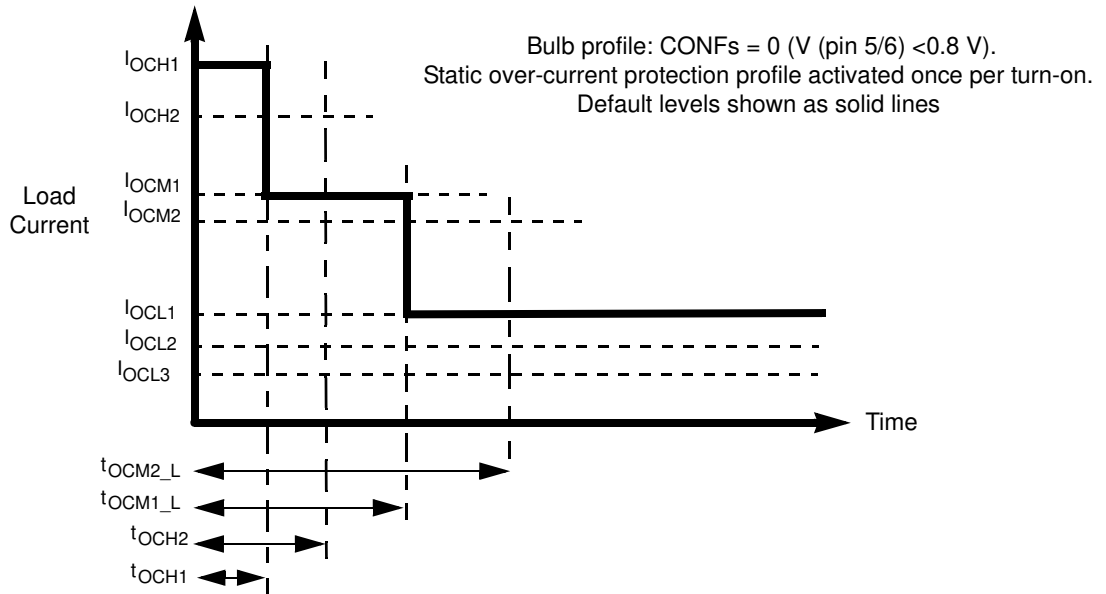 Bulb profile: CONFs = 0 (V (pin 5/6) <0.8 V).
Static over-current protection profile activated once per turn-on.
Default levels shown as solid lines
IOCH1
IOCH2
Load
Current
IOCM1
IOCM2
IOCL1
IOCL2
IOCL3
Time
tOCM2_L
tOCM1_L
tOCH2
tOCH1